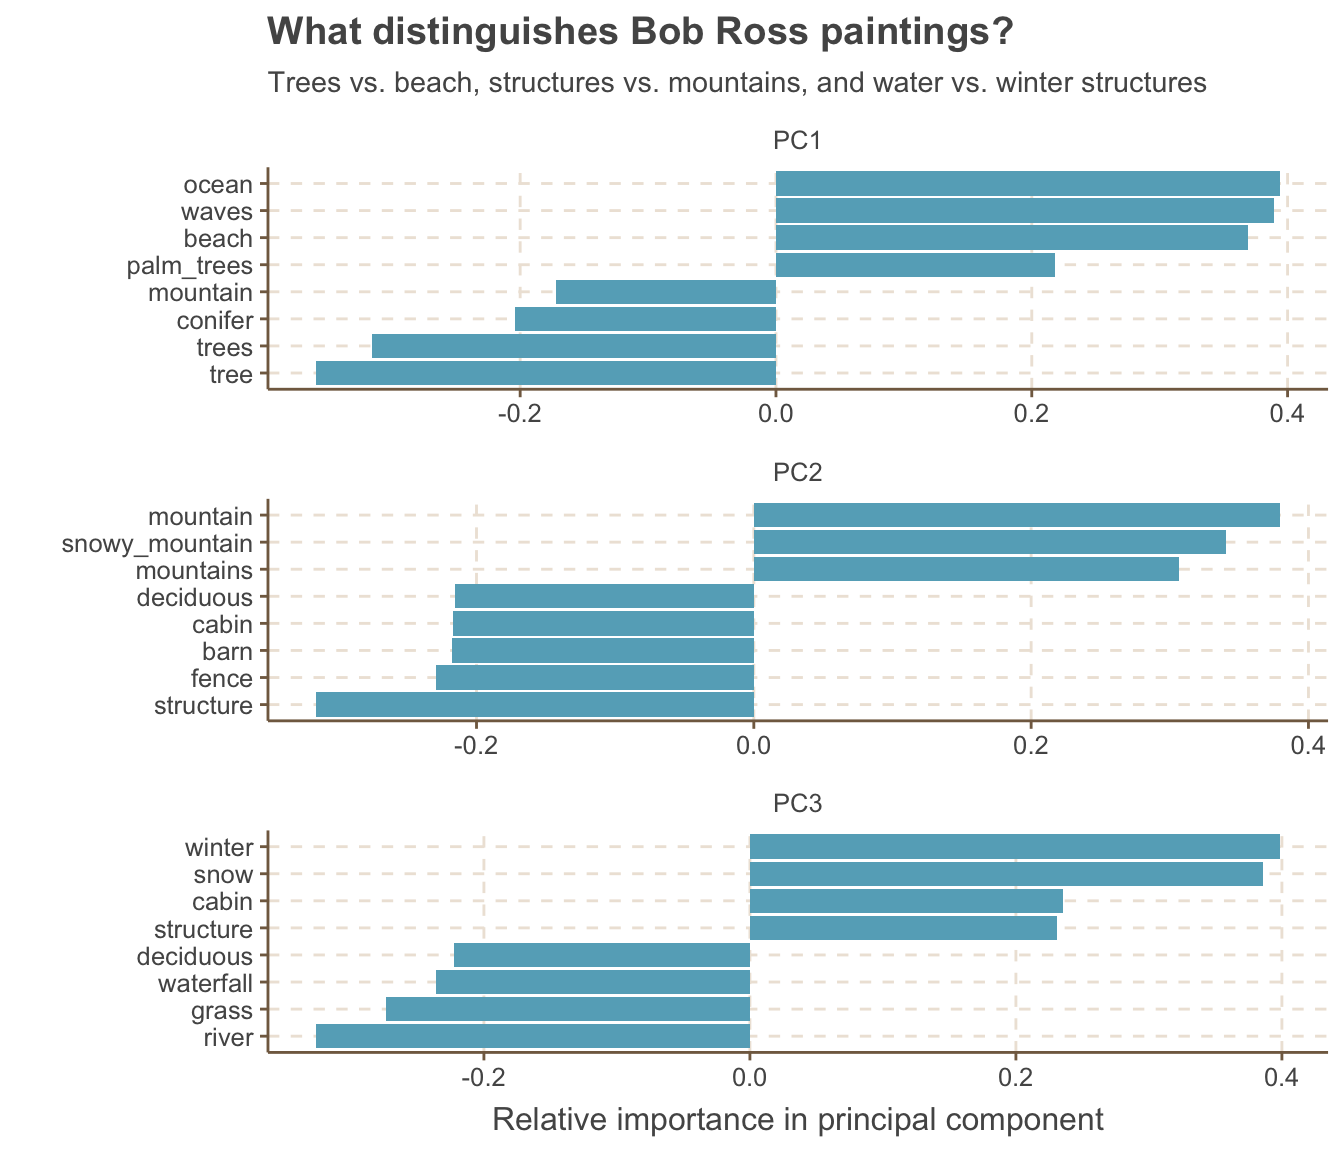 What distinguishes Bob Ross paintings?
Trees vs. beach, structures vs. mountains, and water vs. winter structures
PC1
ocean
waves
beach
palm_trees
mountain
conifer
trees
tree
-0.2 0.0 0.2 0.4
PC2
mountain
snowy_mountain
mountains
deciduous
cabin
barn
fence
structure
-0.2 0.0 0.2 0.4
PC3
winter
snow
cabin
structure
deciduous
waterfall
grass
river
-0.2 0.0 0.2 0.4
Relative importance in principal component